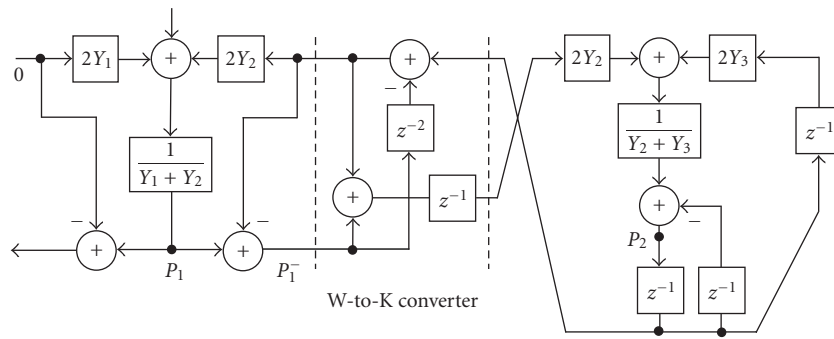 0
2Y₁
+
2Y₂
+
−
2Y₂
+
2Y₃
z⁻²
z⁻¹
1
Y₁ + Y₂
1
Y₂ + Y₃
+
z⁻¹
+
−
−
+
−
+
P₁
P₁⁻
P₂
z⁻¹
z⁻¹
W-to-K converter